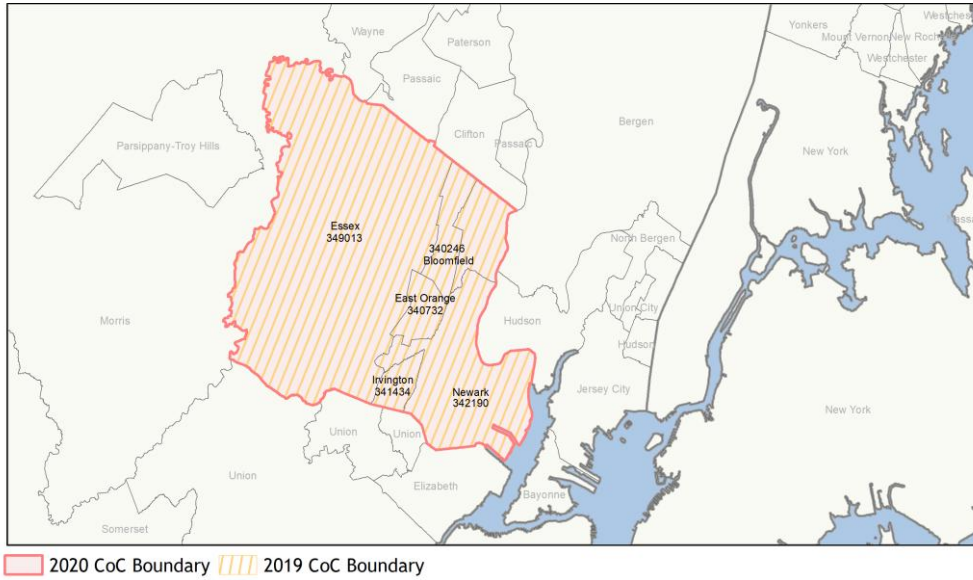 Wayne
Paterson
Yonkers
Westches
Mount Vernon
New Roch
Westchester
Passaic
Bergen
Clifton
Parsippany-Troy Hills
Passaic
New York
Essex
349013
North Bergen
340246
Bloomfield
East Orange
340732
Union City
Morris
Hudson
Hudson
Irvington
341434
Newark
342190
Jersey City
New York
Union
Union
Union
Elizabeth
Bayonne
Somerset
2020 CoC Boundary
2019 CoC Boundary